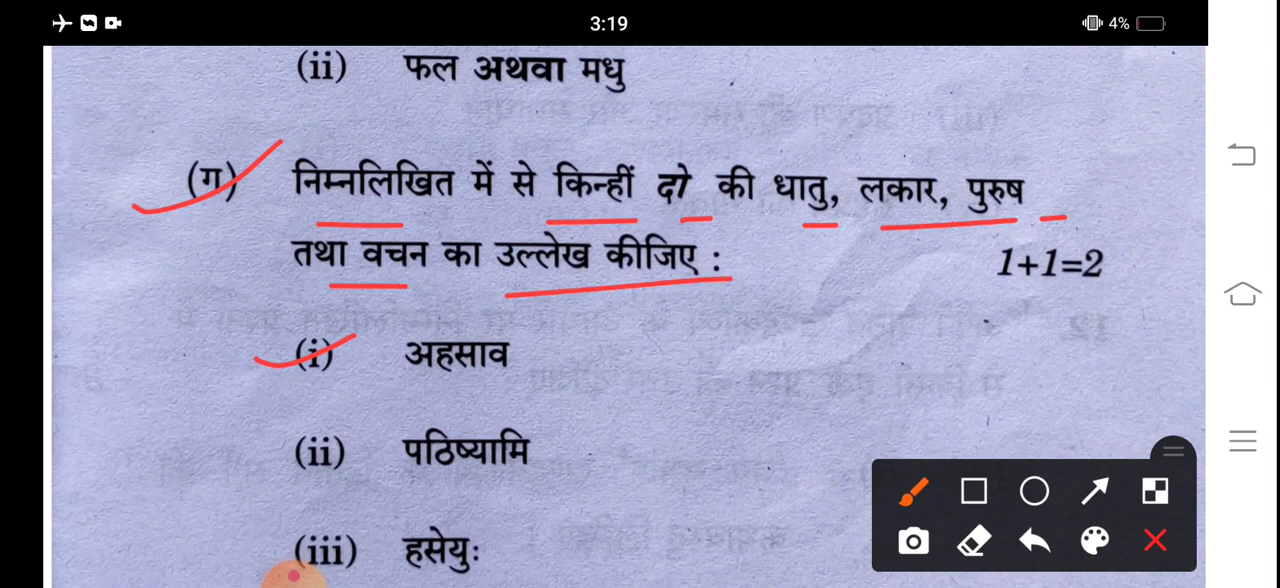 3:19
4%
(ii) फल अथवा मधु
(ग) निम्नलिखित में से किन्हीं दो की धातु, लकार, पुरुष
तथा वचन का उल्लेख कीजिए : 1+1=2
(i) अहसाव
(ii) पठिष्यामि
(iii) हसेयुः